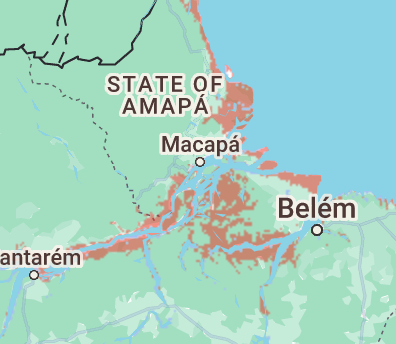 STATE OF
AMAPÁ
Macapá
Belém
antarém